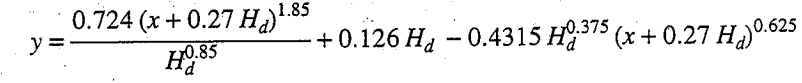 y = \frac{0.724 (x + 0.27 H_d)^{1.85}}{H_d^{0.85}} + 0.126 H_d - 0.4315 H_d^{0.375} (x + 0.27 H_d)^{0.625}